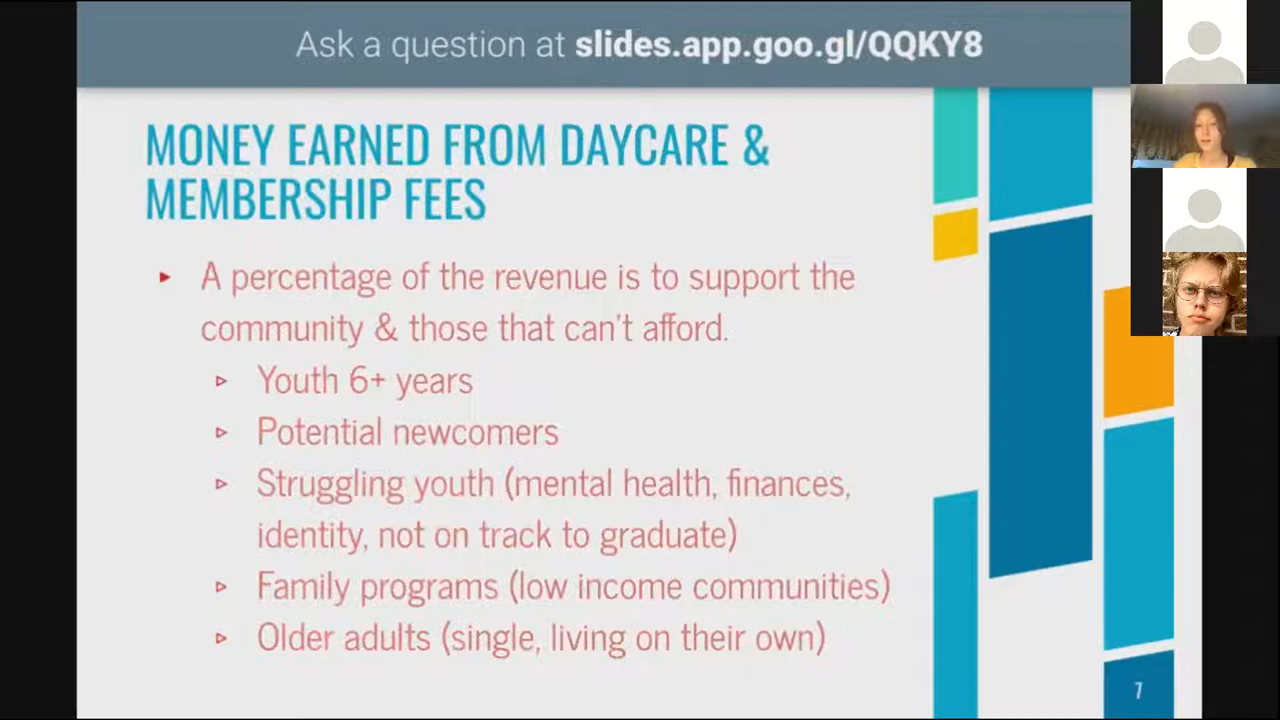 Ask a question at slides.app.goo.gl/QQKY8
MONEY EARNED FROM DAYCARE &
MEMBERSHIP FEES
A percentage of the revenue is to support the
community & those that can't afford.
Youth 6+ years
Potential newcomers
Struggling youth (mental health, finances,
identity, not on track to graduate)
Family programs (low income communities)
Older adults (single, living on their own)
7